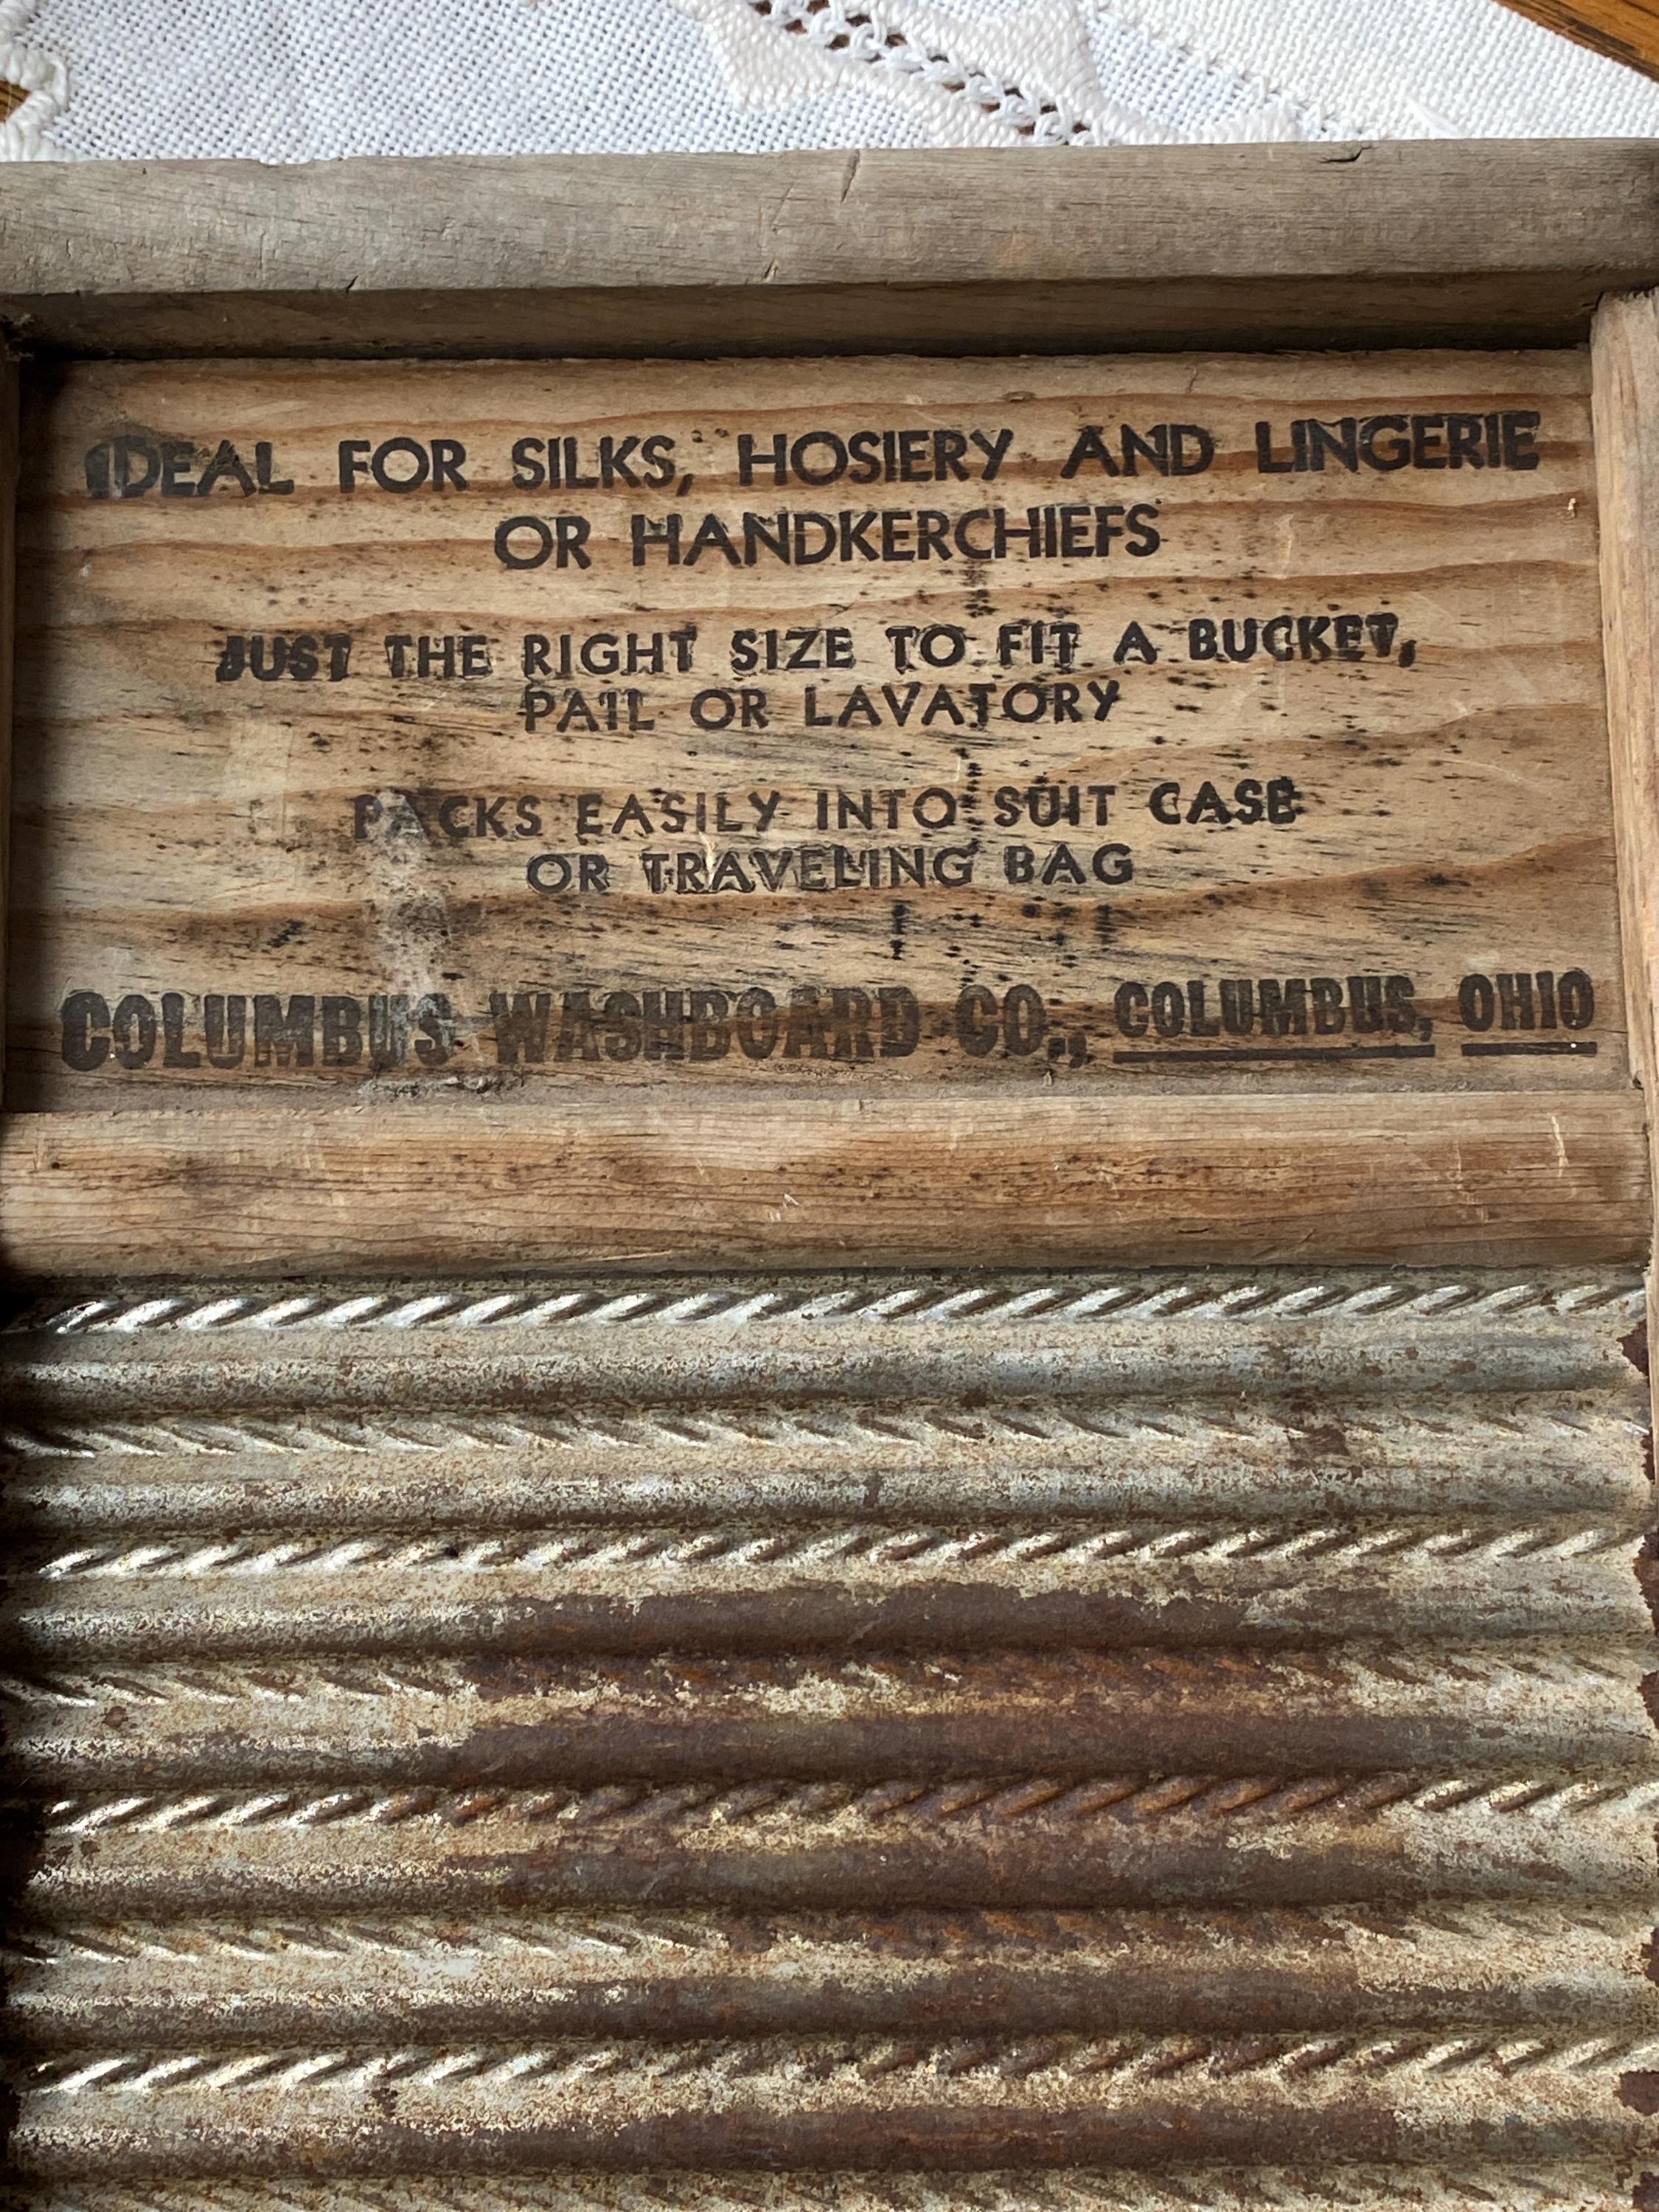 IDEAL FOR SILKS, HOSIERY AND LINGERIE
OR HANDKERCHIEFS
JUST THE RIGHT SIZE TO FIT A BUCKET,
PAIL OR LAVATORY
PACKS EASILY INTO SUIT CASE
OR TRAVELING BAG
COLUMBUS WASHBOARD CO., COLUMBUS, OHIO